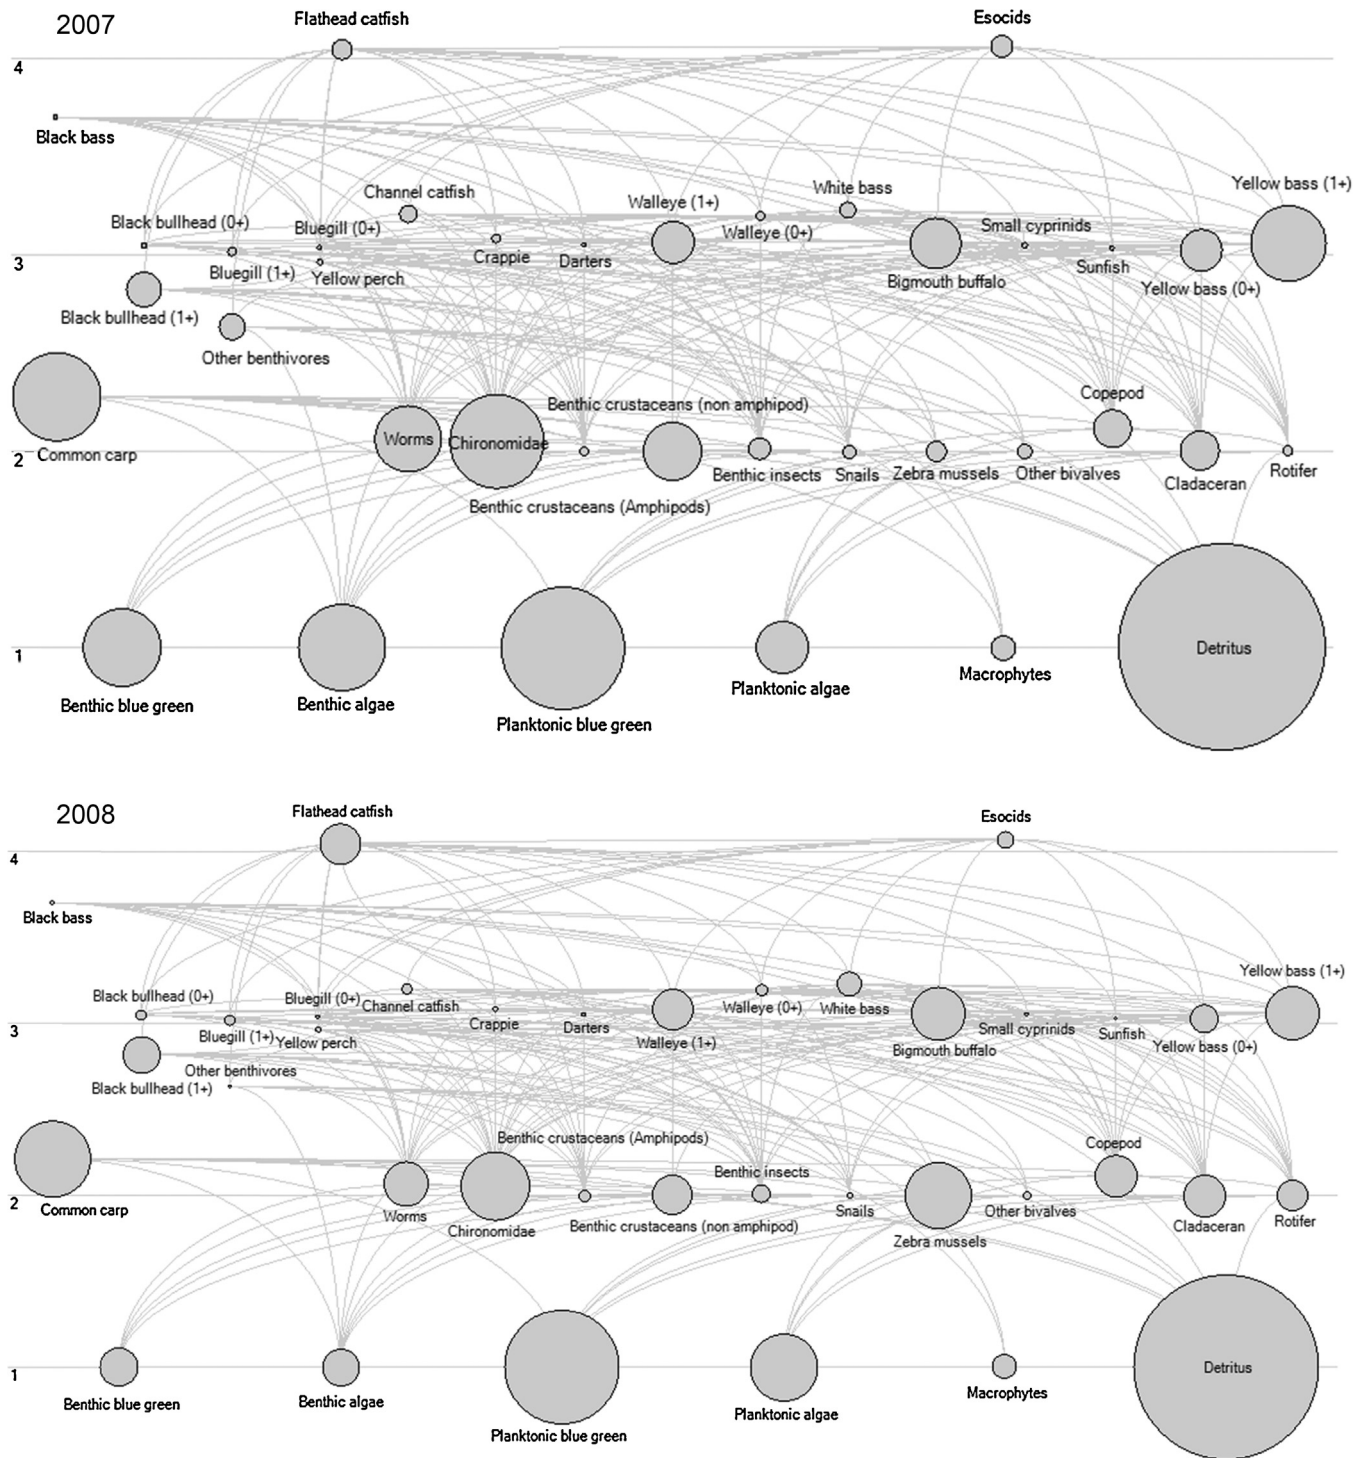 2007
Flathead catfish
Esocids
4
Black bass
Channel catfish
White bass
Yellow bass (1+)
Walleye (1+)
Black bullhead (0+)
Bluegill (0+)
Small cyprinids
Walleye (0+)
Crappie
Darters
3
Sunfish
Bluegill (1+)
Yellow perch
Bigmouth buffalo
Yellow bass (0+)
Black bullhead (1+)
Other benthivores
Copepod
Benthic crustaceans (non amphipod)
Worms
Chironomidae
Common carp
2
Benthic insects
Snails
Zebra mussels
Other bivalves
Rotifer
Cladaceran
Benthic crustaceans (Amphipods)
Detritus
1
Macrophytes
Planktonic algae
Benthic blue green
Benthic algae
Planktonic blue green
2008
Flathead catfish
Esocids
4
Black bass
Yellow bass (1+)
Black bullhead (0+)
Bluegill (0+)
Channel catfish
Walleye (0+)
White bass
Crappie
Darters
Small cyprinids
Sunfish
3
Bluegill (1+)
Yellow perch
Walleye (1+)
Bigmouth buffalo
Yellow bass (0+)
Other benthivores
Black bullhead (1+)
Benthic crustaceans (Amphipods)
Copepod
Benthic insects
2
Common carp
Worms
Chironomidae
Benthic crustaceans (non amphipod)
Snails
Other bivalves
Zebra mussels
Cladaceran
Rotifer
Detritus
1
Benthic blue green
Benthic algae
Planktonic blue green
Planktonic algae
Macrophytes